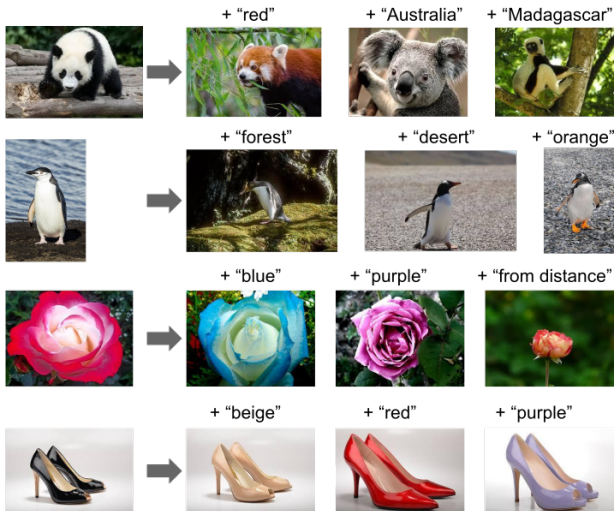 + “red”
+ “Australia”
+ “Madagascar”
+ “forest”
+ “desert”
+ “orange”
+ “blue”
+ “purple”
+ “from distance”
+ “beige”
+ “red”
+ “purple”